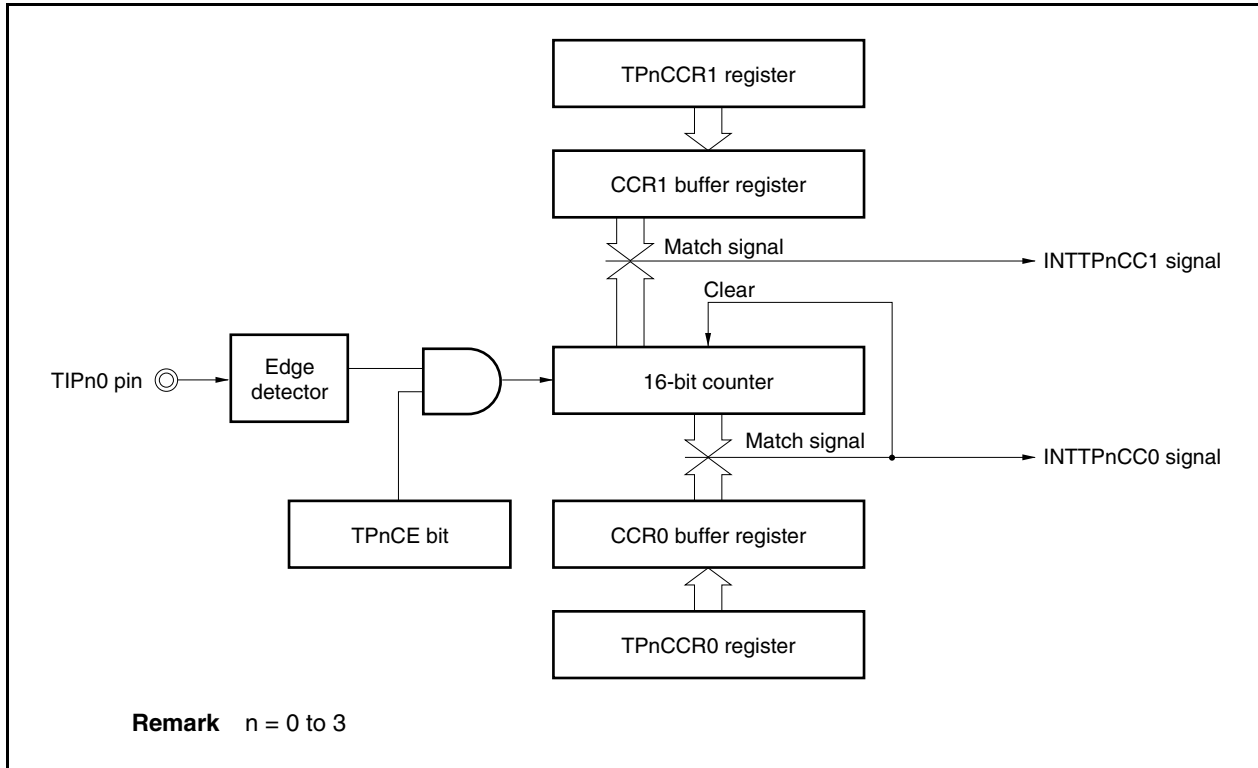 TPnCCR1 register
CCR1 buffer register
Match signal
INTTPnCC1 signal
Clear
TIPn0 pin
Edge
detector
16-bit counter
Match signal
INTTPnCC0 signal
TPnCE bit
CCR0 buffer register
TPnCCR0 register
Remark n = 0 to 3